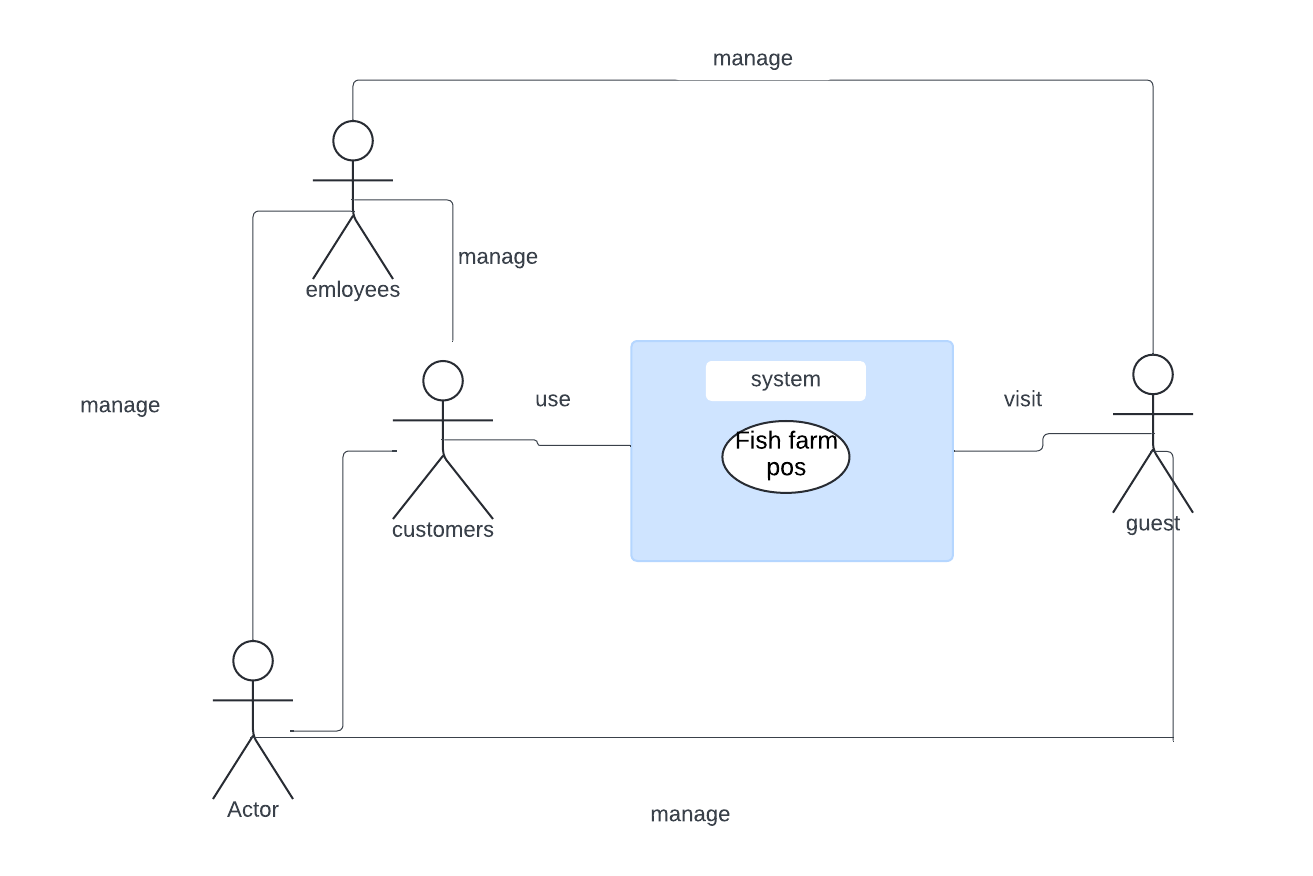 manage
manage
emloyees
system
use
visit
manage
Fish farm
pos
customers
guest
Actor
manage